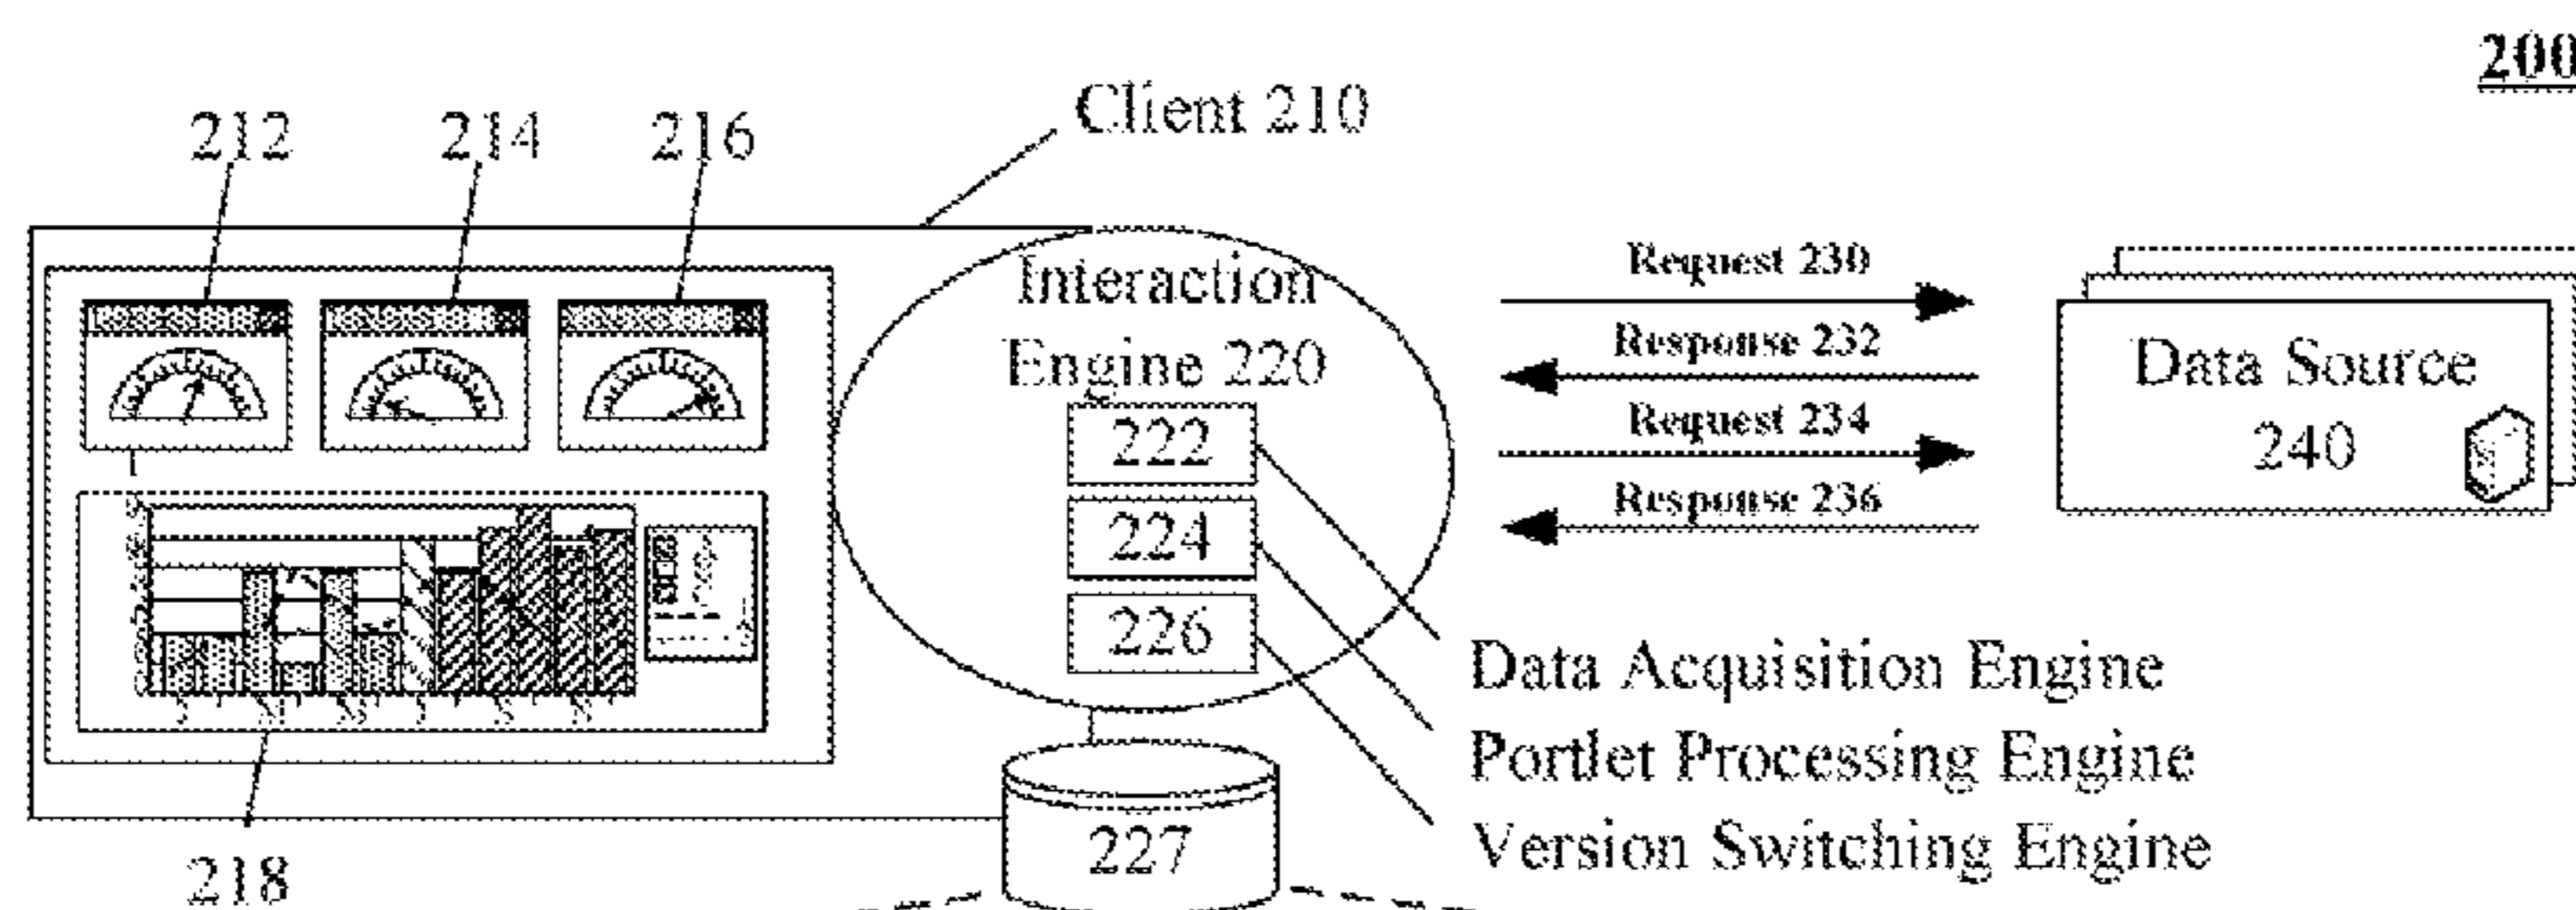 200
Client 210
212 214 216
Interaction
Engine 220
222
224
226
Request 230
Response 232
Request 234
Response 236
Data Source
240
Data Acquisition Engine
Portlet Processing Engine
Version Switching Engine
227
218